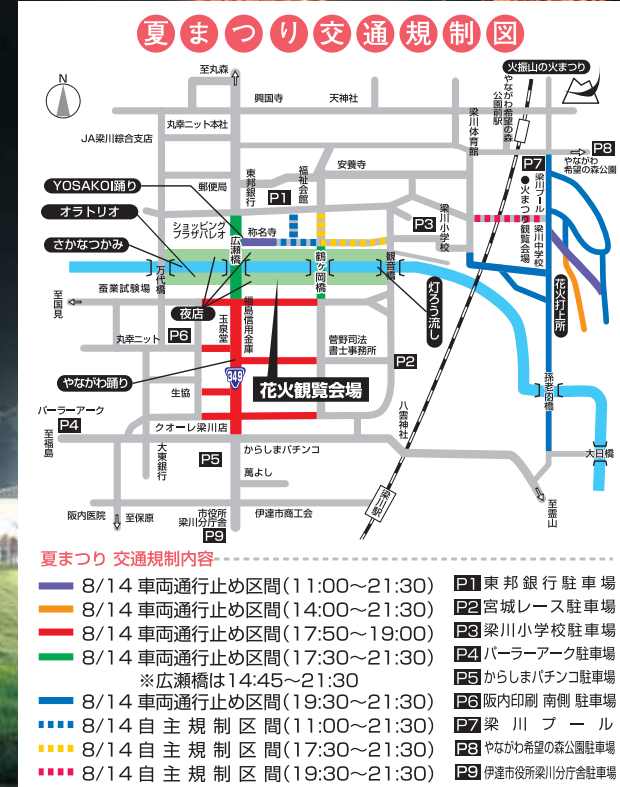 夏まつり交通規制図
N
至丸森
興国寺
天神社
火振山の火まつり
やながわ希望の森
公園前駅
梁川体育館
丸幸ニット本社
JA梁川綜合支店
安養寺
P8
やながわ
希望の森公園
P7
YOSAKOI踊り
郵便局
東邦銀行
P1
福祉会館
梁川プール
●火まつり観覧会場
梁川中学校
オラトリオ
ショッピング
プラザパレオ
広瀬橋
称名寺
P3
梁川小学校
さかなつかみ
万代橋
鶴ヶ岡橋
観音橋
灯ろう流し
花火打上所
蚕業試験場
至国見
夜店
丸幸ニット
P6
玉泉堂
福島信用金庫
菅野司法
書士事務所
P2
349
やながわ踊り
花火観覧会場
孫老内橋
生協
パーラーアーク
P4
クオーレ梁川店
八雲神社
至福島
大東銀行
P5
からしまパチンコ
萬よし
大日橋
梁川駅
至霊山
阪内医院
至保原
市役所
梁川分庁舎
P9
伊達市商工会
夏まつり 交通規制内容
8/14 車両通行止め区間(11:00〜21:30)
8/14 車両通行止め区間(14:00〜21:30)
8/14 車両通行止め区間(17:50〜19:00)
8/14 車両通行止め区間(17:30〜21:30)
※広瀬橋は14:45〜21:30
8/14 車両通行止め区間(19:30〜21:30)
8/14 自主規制区間(11:00〜21:30)
8/14 自主規制区間(17:30〜21:30)
8/14 自主規制区間(19:30〜21:30)
P1 東邦銀行駐車場
P2 宮城レース駐車場
P3 梁川小学校駐車場
P4 パーラーアーク駐車場
P5 からしまパチンコ駐車場
P6 阪内印刷 南側 駐車場
P7 梁川プール
P8 やながわ希望の森公園駐車場
P9 伊達市役所梁川分庁舎駐車場